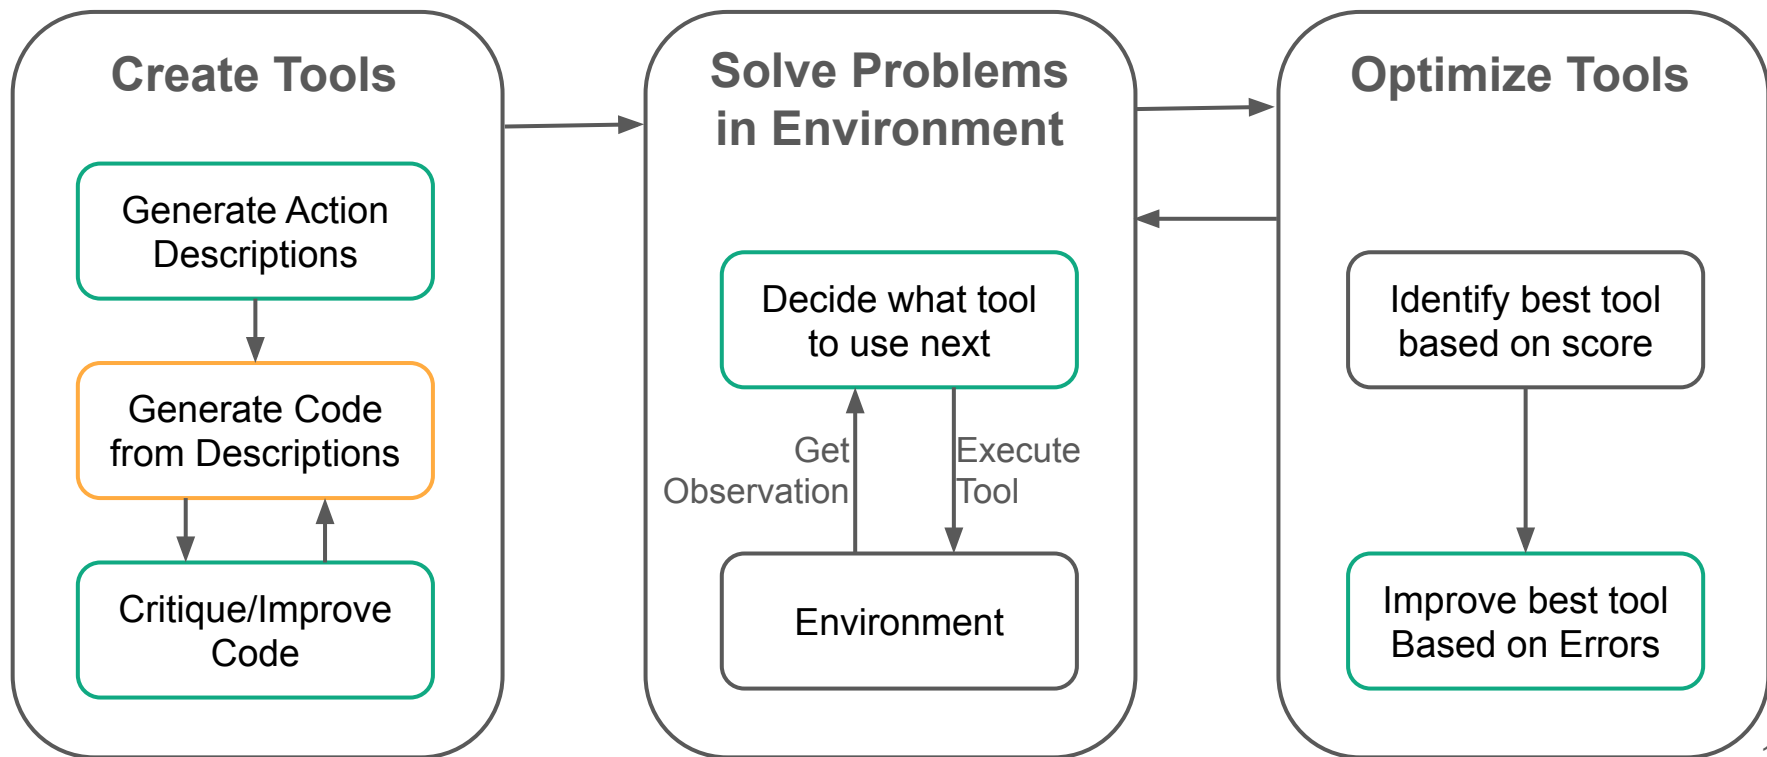 Create Tools
Generate Action
Descriptions
Generate Code
from Descriptions
Critique/Improve
Code
Solve Problems
in Environment
Decide what tool
to use next
Get
Observation
Execute
Tool
Environment
Optimize Tools
Identify best tool
based on score
Improve best tool
Based on Errors